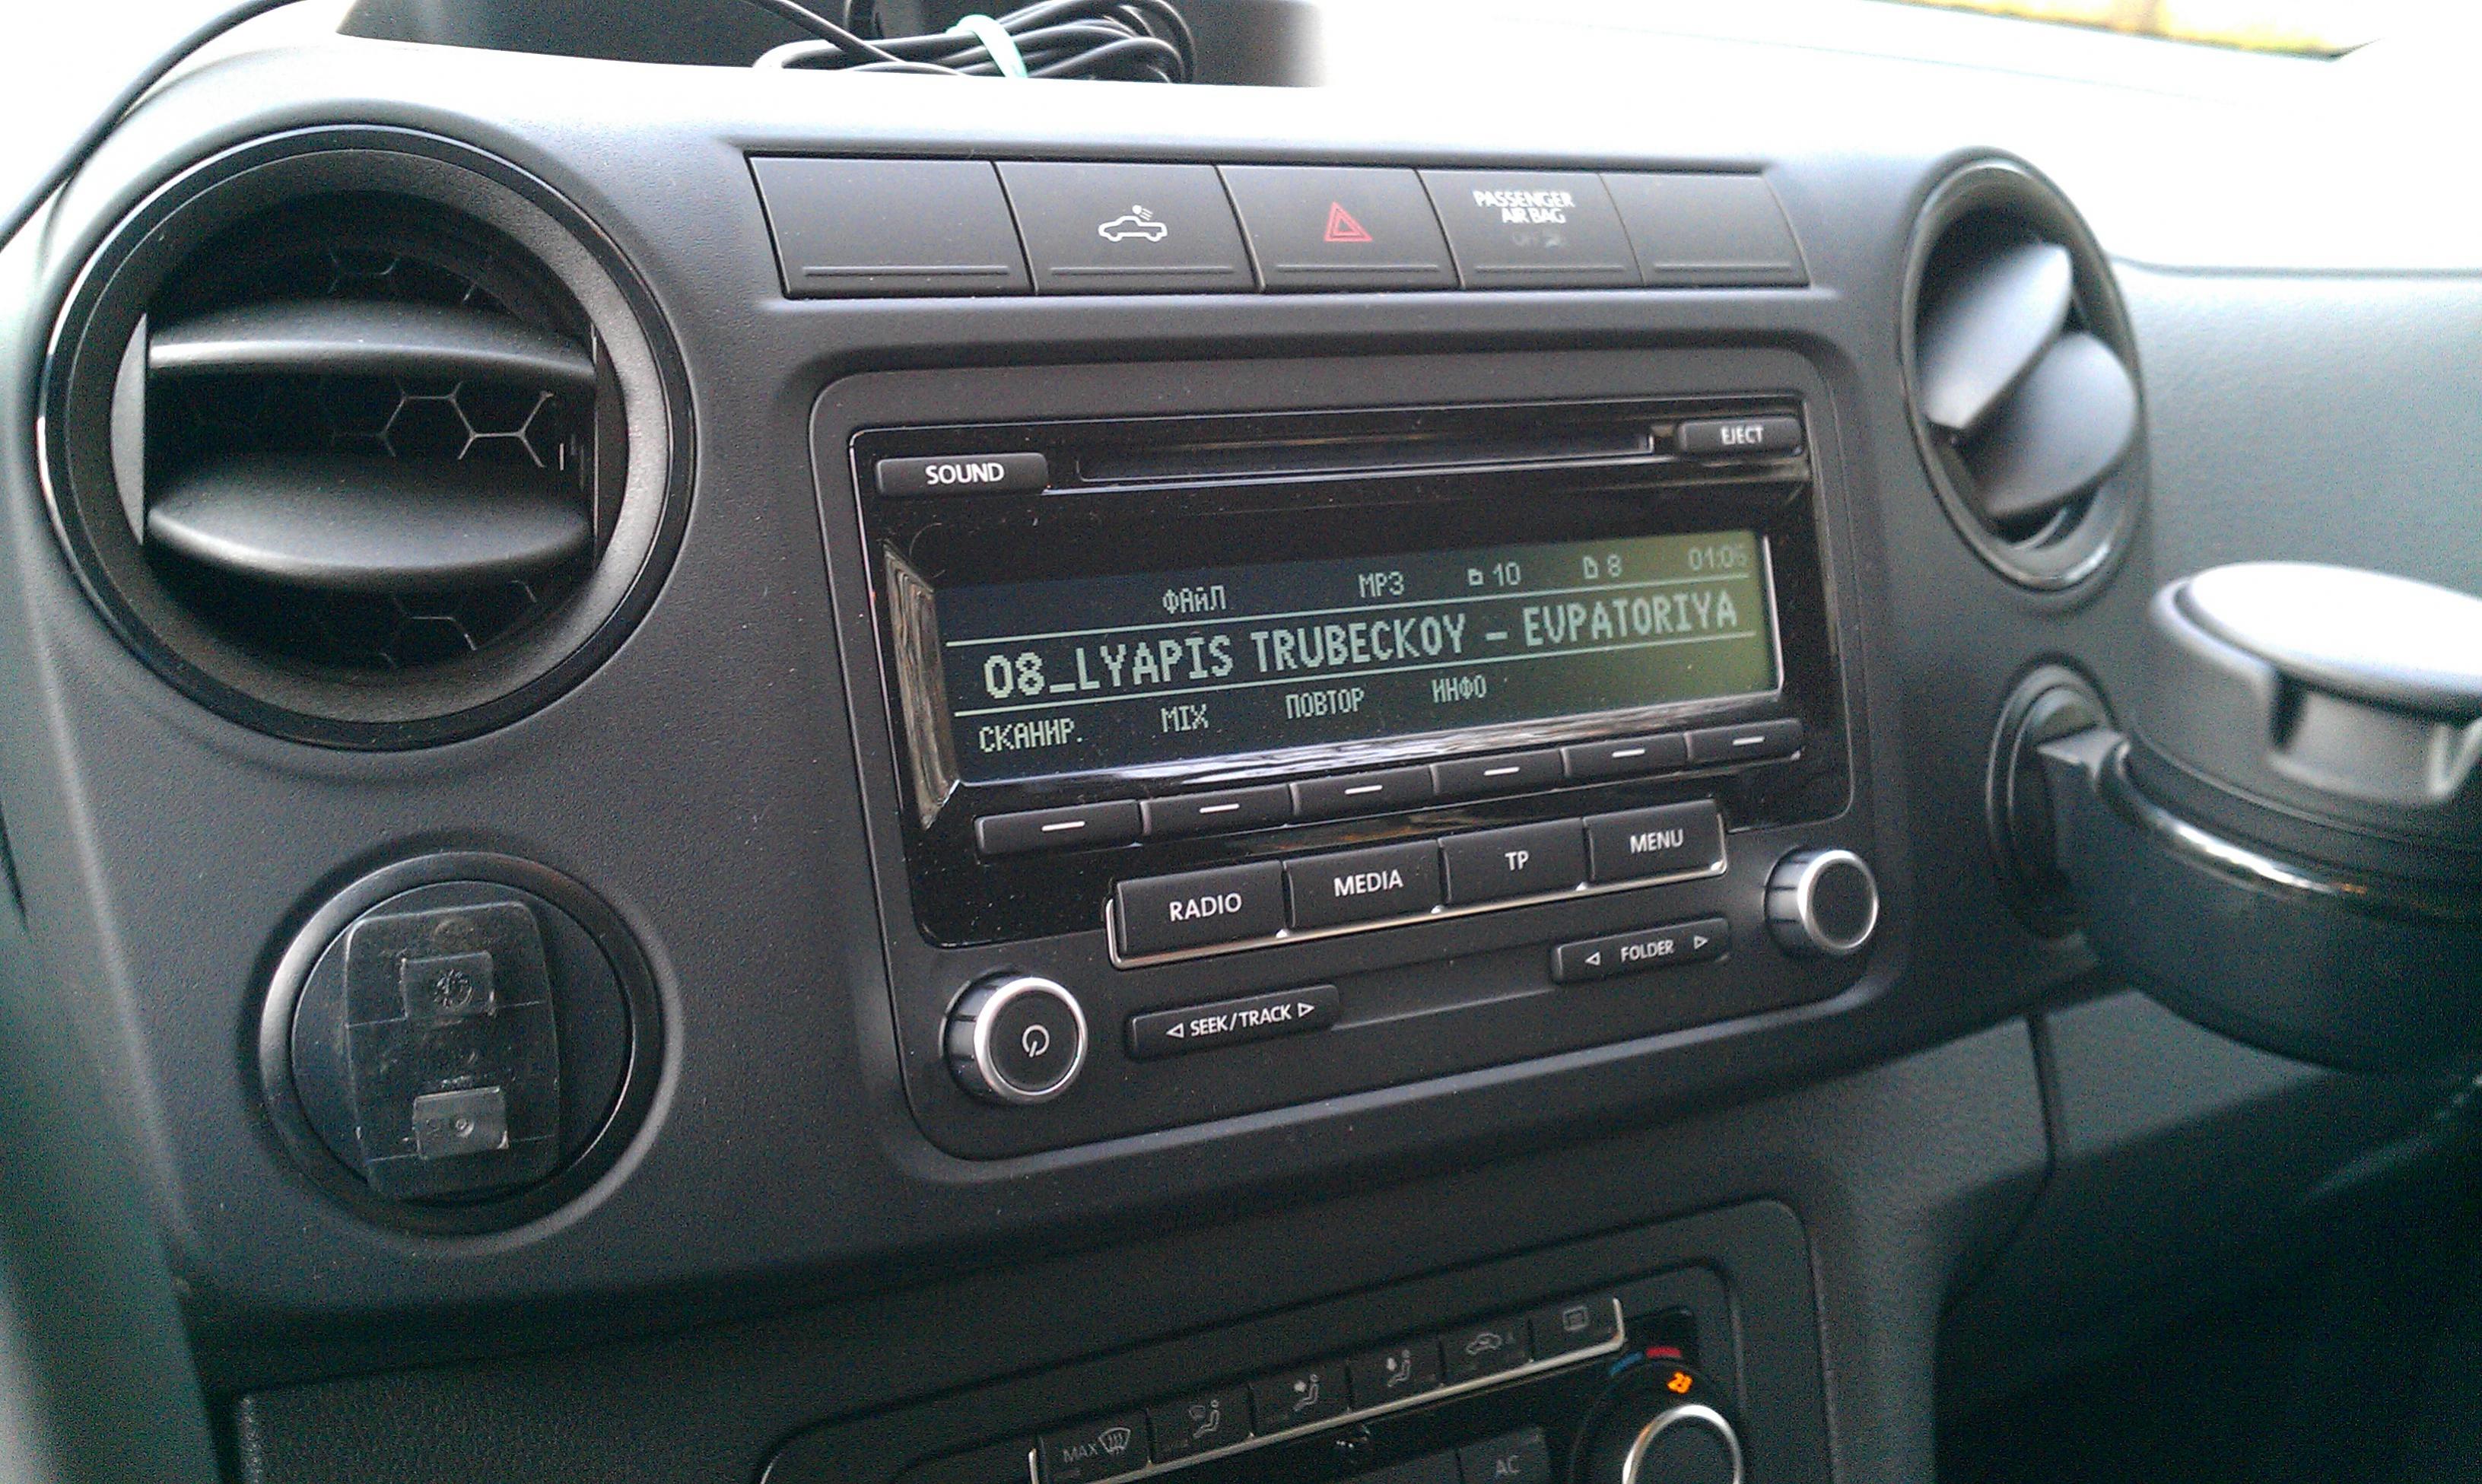 PASSENGER
AIR BAG
SOUND
EJECT
ФАйЛ MP3 10 8 01:06
08_LYAPIS TRUBECKOY - EVPATORIYA
СКАНИР. MIX ПОВТОР ИНФО
RADIO MEDIA TP MENU
SEEK/TRACK FOLDER
MAX
AC
23